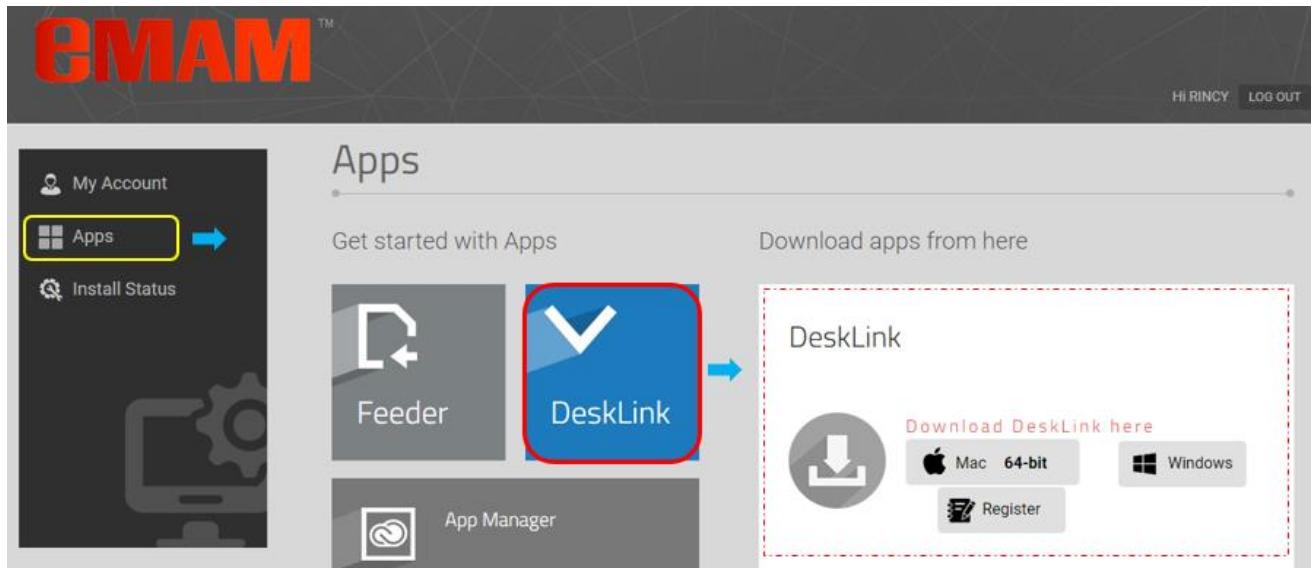 eMAM™
Hi RINCY LOG OUT
My Account
Apps
Install Status
Apps
Get started with Apps
Feeder
DeskLink
App Manager
Download apps from here
DeskLink
Download DeskLink here
Mac 64-bit
Windows
Register